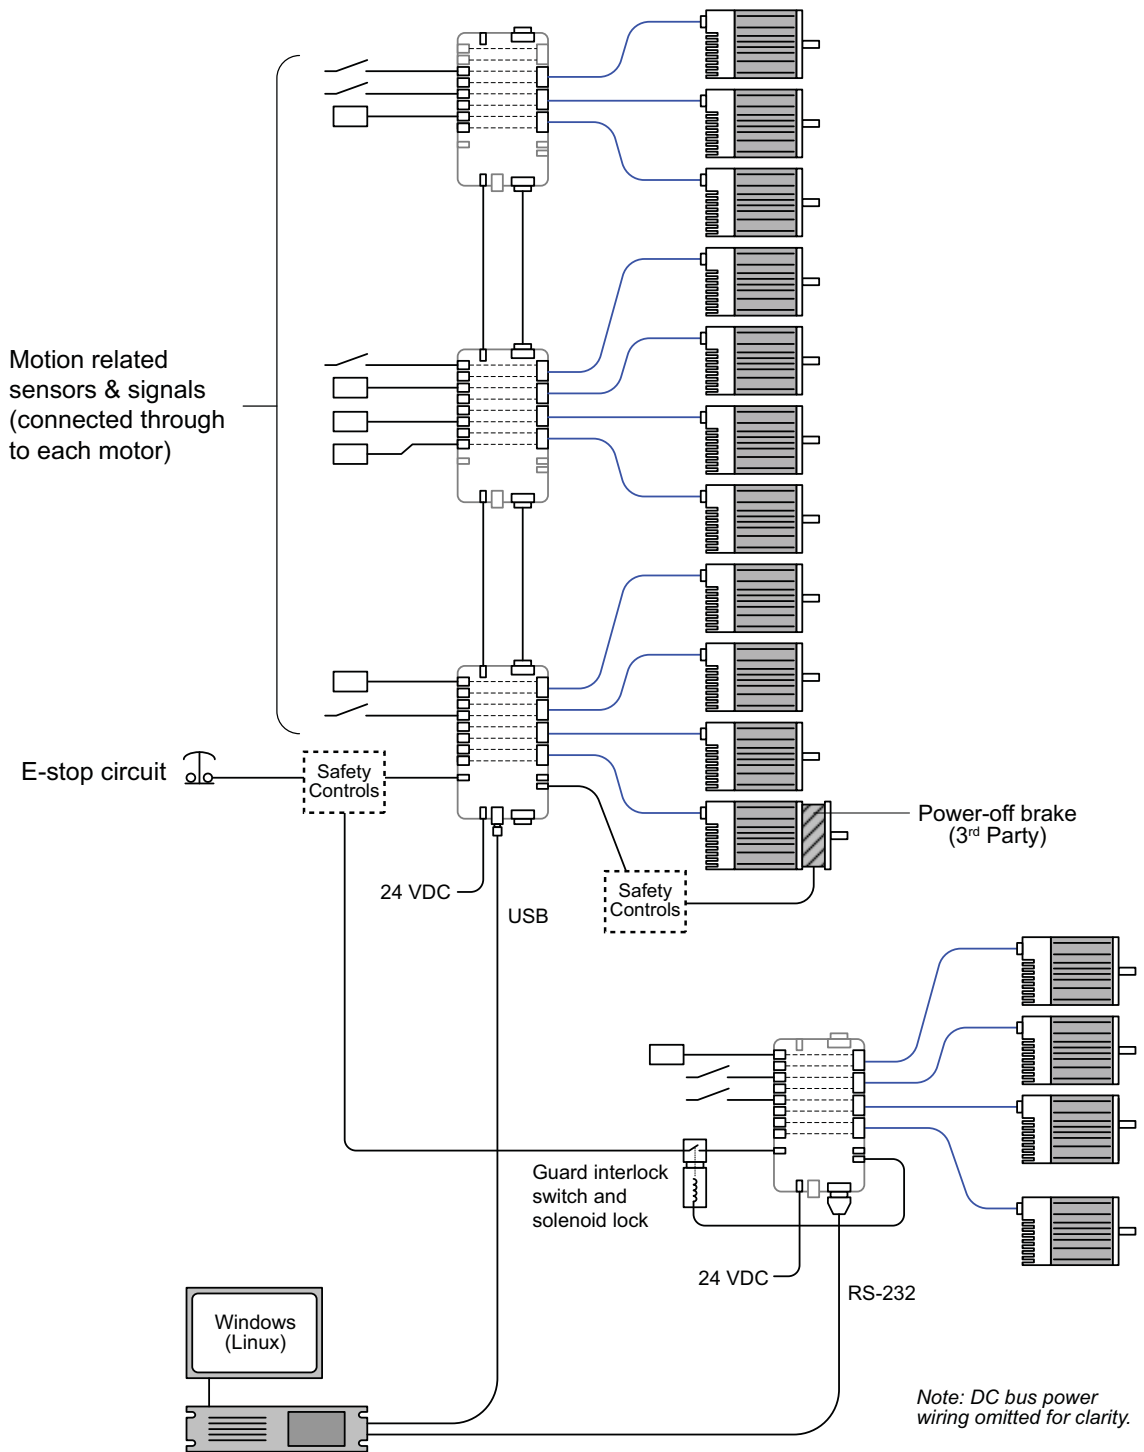 Motion related
sensors & signals
(connected through
to each motor)
E-stop circuit
Safety
Controls
Power-off brake
(3rd Party)
24 VDC
Safety
Controls
USB
Guard interlock
switch and
solenoid lock
24 VDC
RS-232
Windows
(Linux)
Note: DC bus power
wiring omitted for clarity.